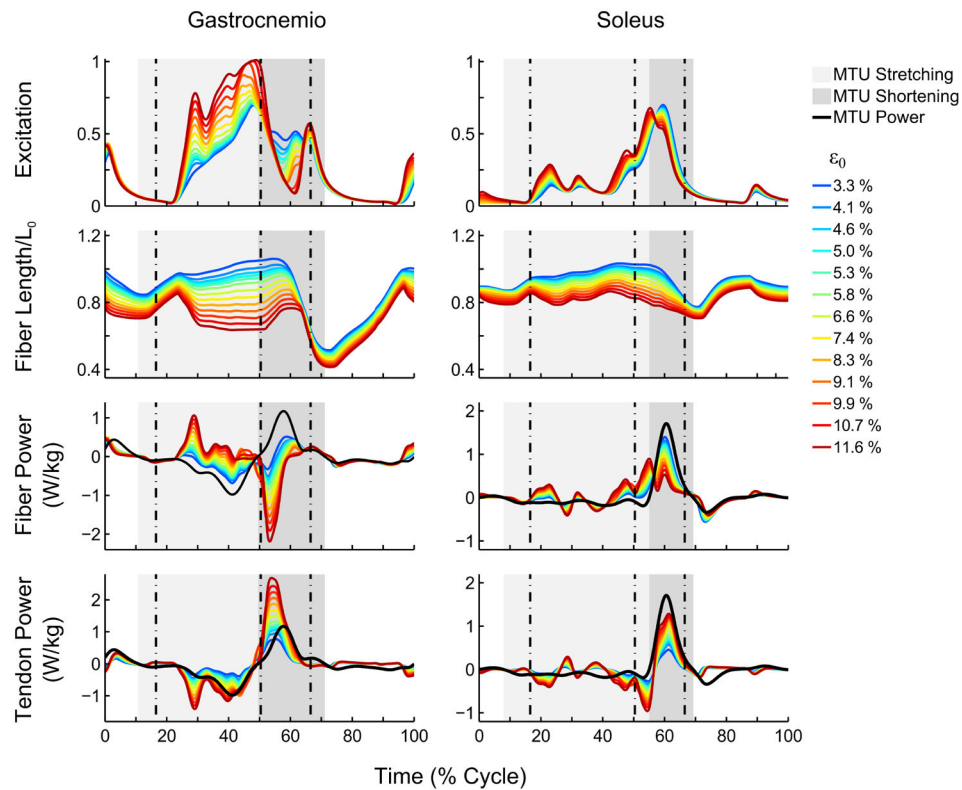 Gastrocnemio
Soleus
Excitation
1
0.5
0
1
0.5
0
MTU Stretching
MTU Shortening
MTU Power
ε0
3.3 %
4.1 %
4.6 %
5.0 %
5.3 %
5.8 %
6.6 %
7.4 %
8.3 %
9.1 %
9.9 %
10.7 %
11.6 %
Fiber Length/L0
1.2
0.8
0.4
1.2
0.8
0.4
Fiber Power
(W/kg)
1
0
−1
−2
2
1
0
−1
Tendon Power
(W/kg)
2
1
0
−1
2
1
0
−1
0 20 40 60 80 100
0 20 40 60 80 100
Time (% Cycle)